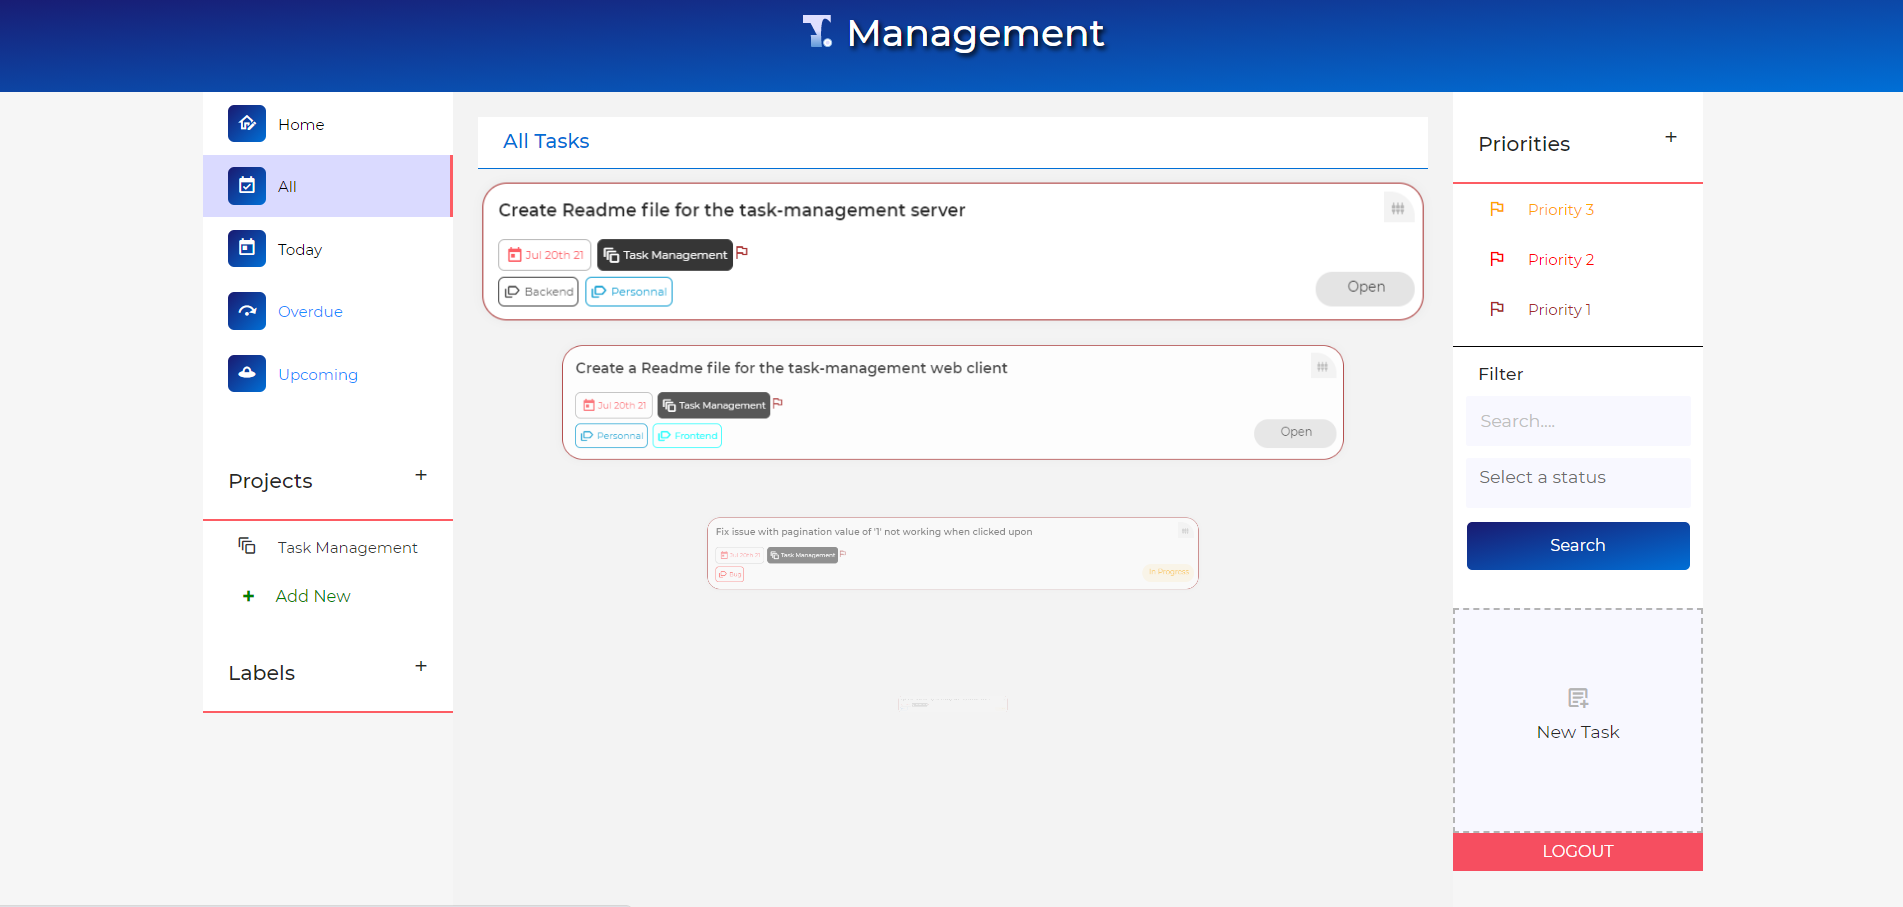 T. Management
Home
All
Today
Overdue
Upcoming
Projects +
Task Management
+ Add New
Labels +
All Tasks
Create Readme file for the task-management server
Jul 20th 21 Task Management
Backend Personnal
Open
Create a Readme file for the task-management web client
Jul 20th 21 Task Management
Personnal Frontend
Open
Fix issue with pagination value of '1' not working when clicked upon
Jul 20th 21 Task Management
Bug
In Progress
Priorities +
Priority 3
Priority 2
Priority 1
Filter
Search....
Select a status
Search
New Task
LOGOUT